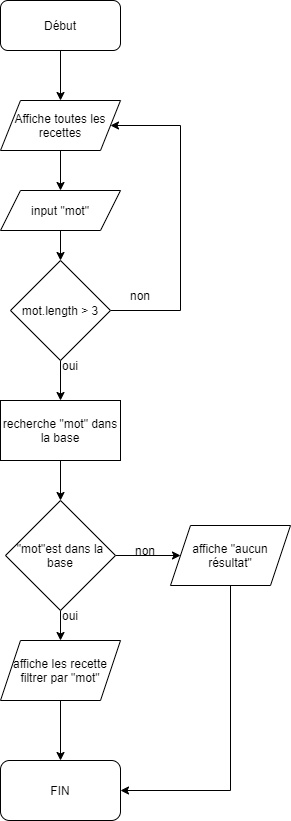 Début
Affiche toutes les
recettes
input "mot"
mot.length > 3
non
oui
recherche "mot" dans
la base
"mot"est dans la
base
non
affiche "aucun
résultat"
oui
affiche les recette
filtrer par "mot"
FIN